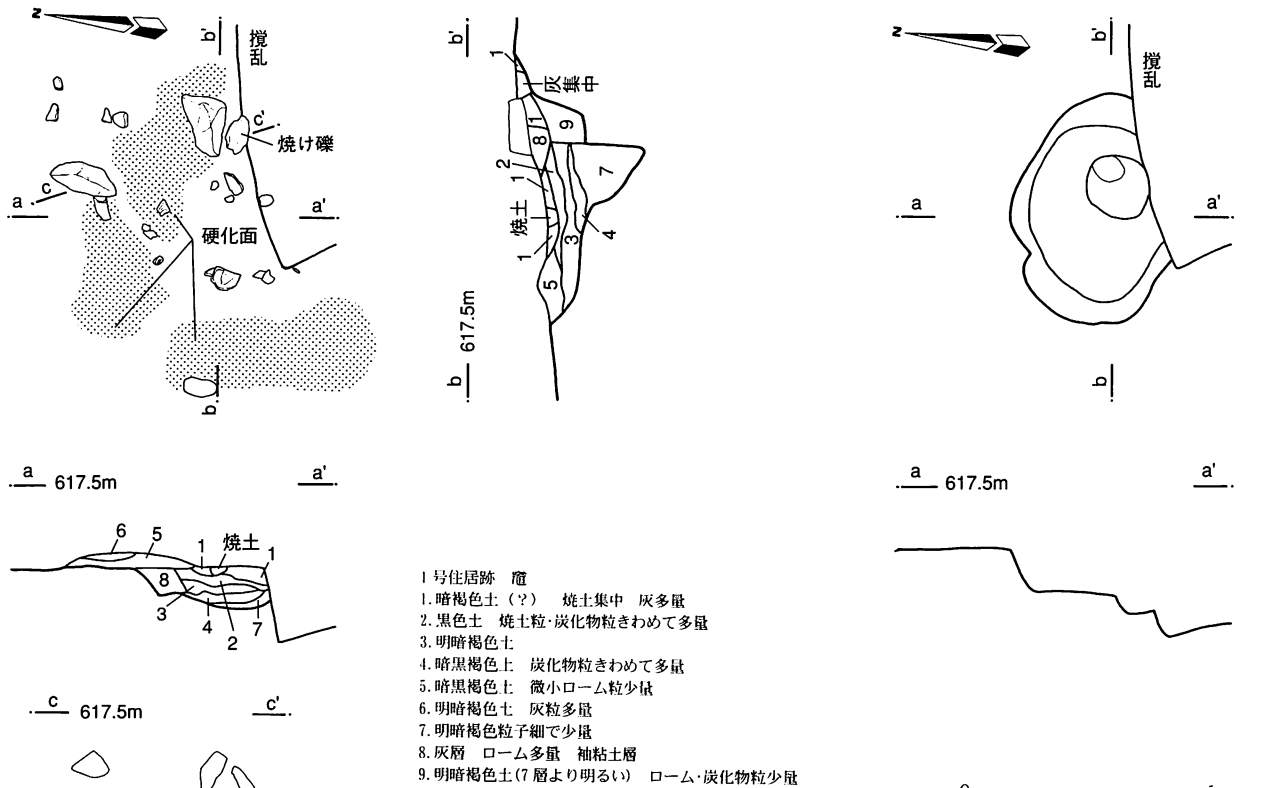 z
b'
攪乱
c'
焼け礫
c
a
a'
硬化面
b
b'
1
灰集中
1
9
8
2
1
7
焼土
3
4
1
5
617.5m
b
z
b'
攪乱
a
a'
b
a
617.5m
a'
6
5
1
焼土
1
8
3
4
2
7
c
617.5m
c'
a
617.5m
a'
1号住居跡 竈
1.暗褐色土(?) 焼土集中 灰多量
2.黒色土 焼土粒・炭化物粒きわめて多量
3.明暗褐色土
4.暗黒褐色土 炭化物粒きわめて多量
5.暗黒褐色土 微小ローム粒少量
6.明暗褐色土 灰粒多量
7.明暗褐色粒子細で少量
8.灰層 ローム多量 袖粘土層
9.明暗褐色土(7層より明るい) ローム・炭化物粒少量